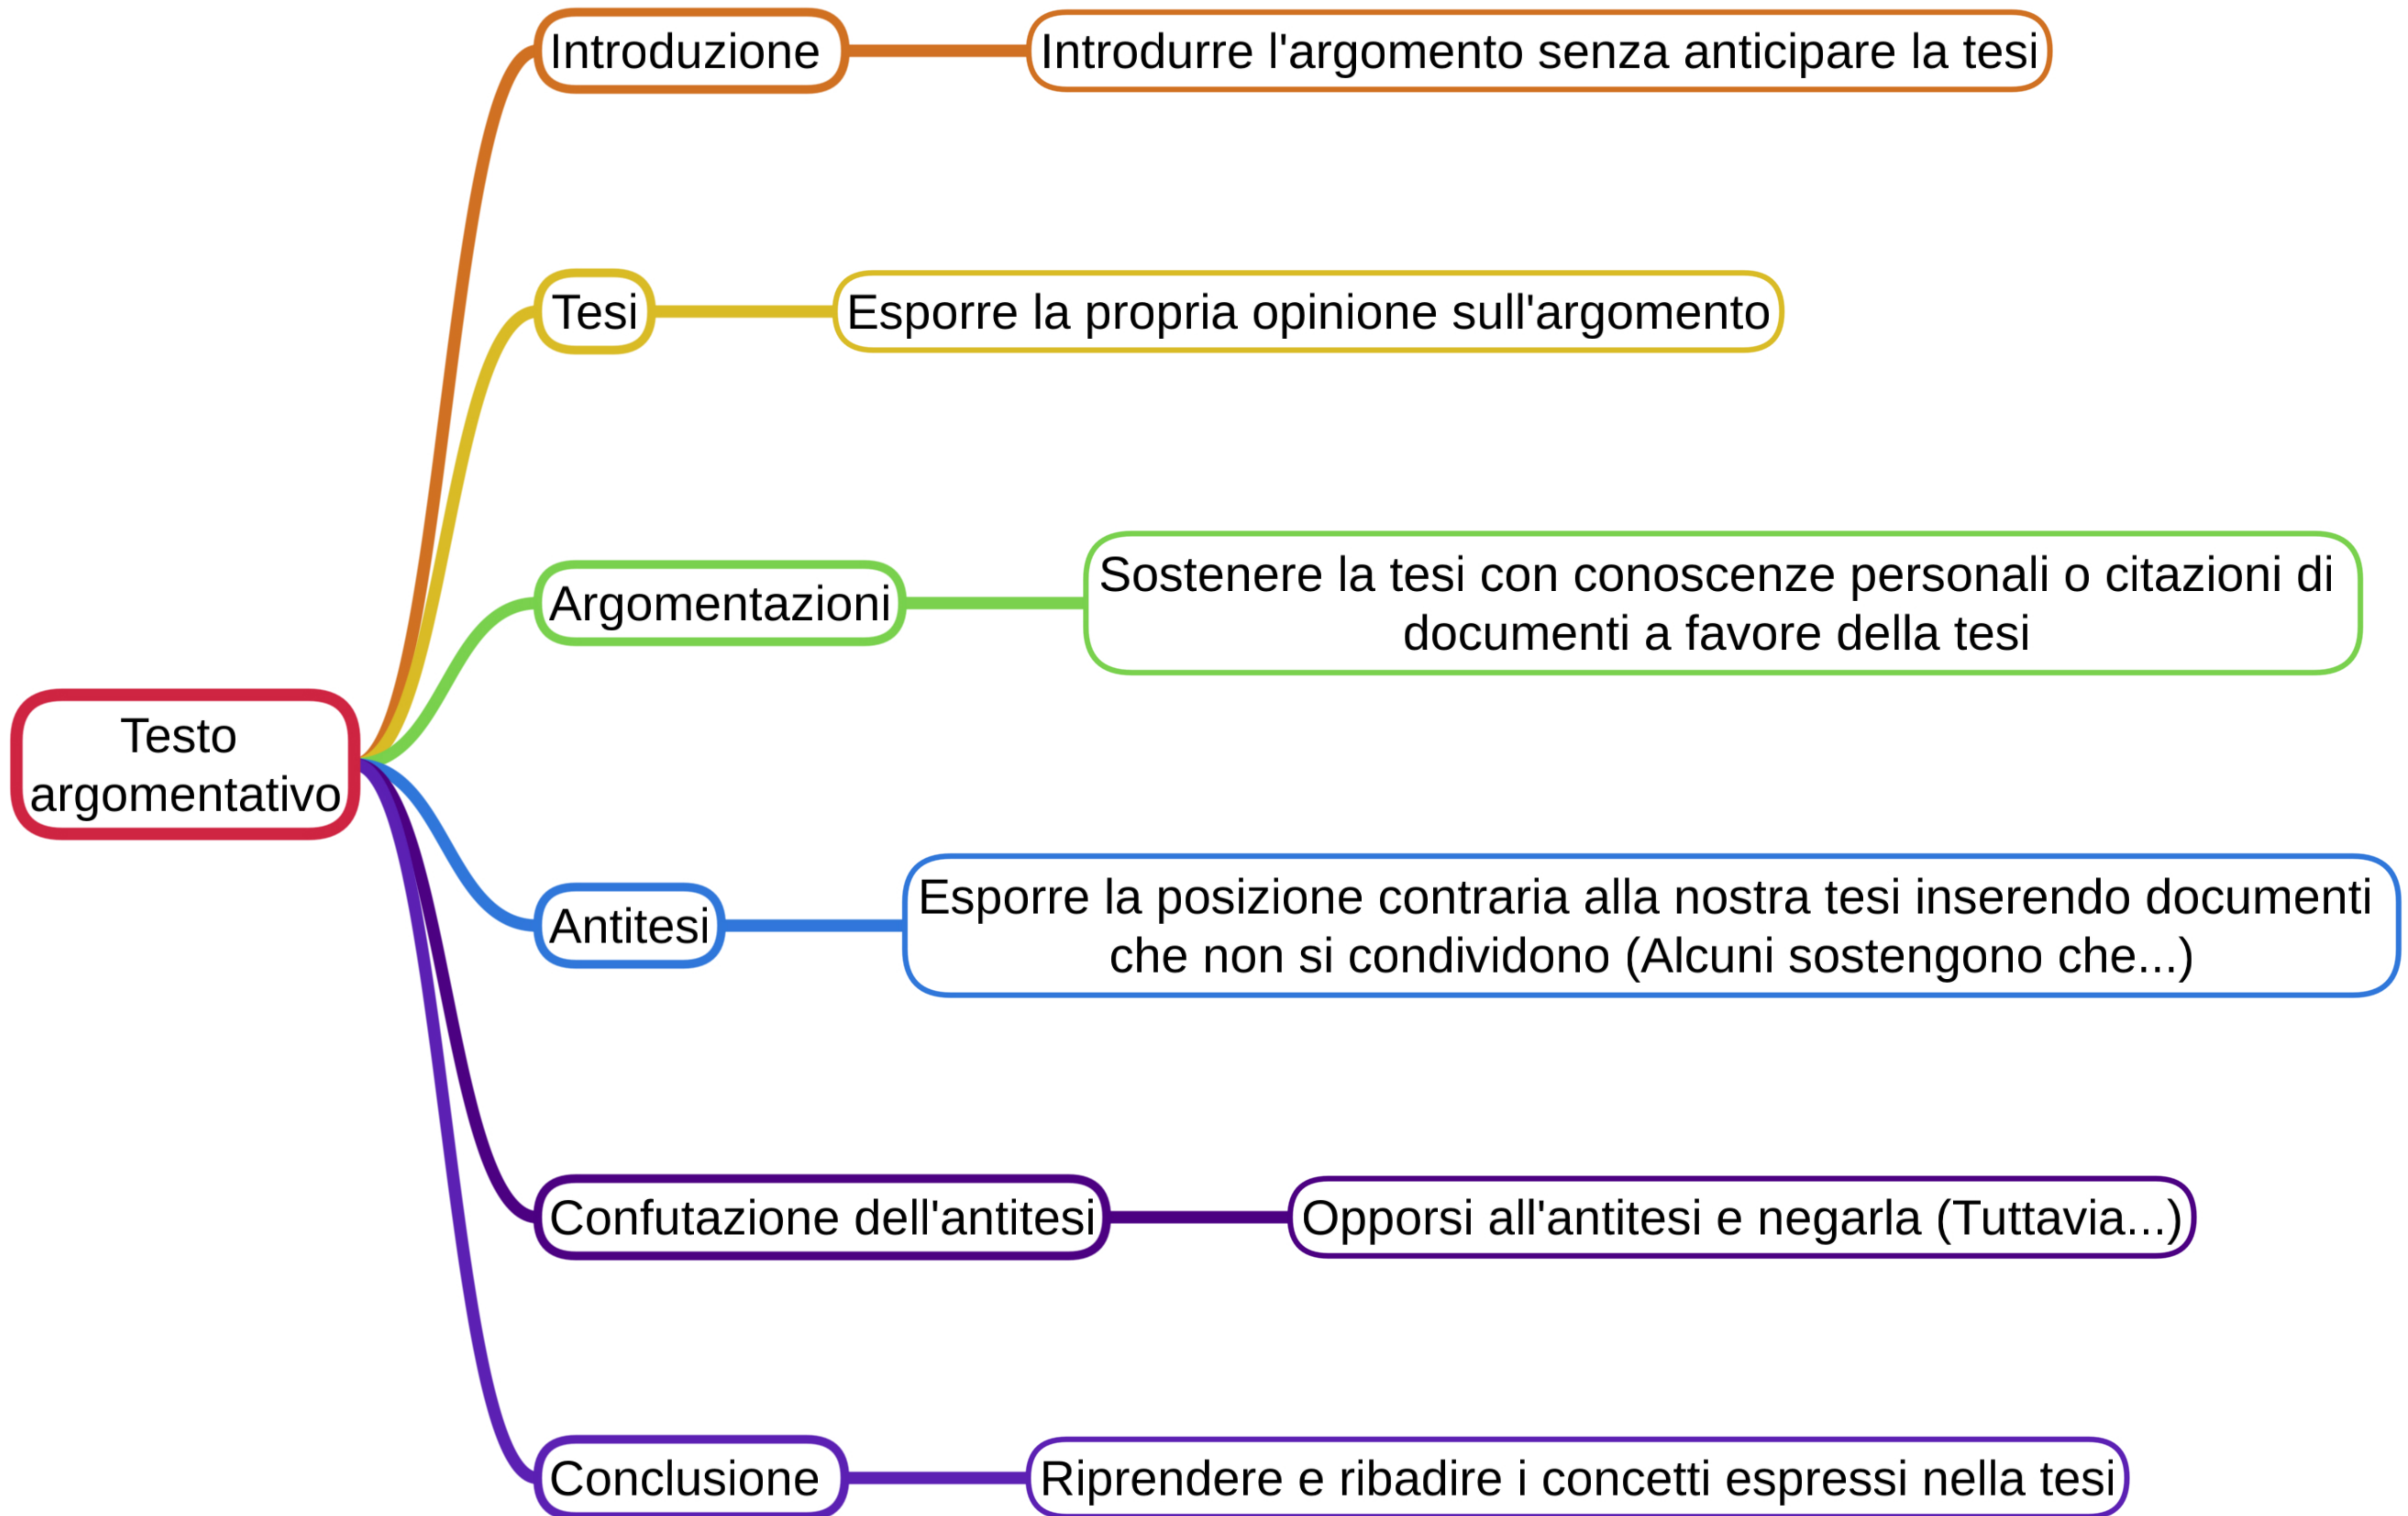 Introduzione
Introdurre l'argomento senza anticipare la tesi
Tesi
Esporre la propria opinione sull'argomento
Argomentazioni
Sostenere la tesi con conoscenze personali o citazioni di
documenti a favore della tesi
Testo
argomentativo
Antitesi
Esporre la posizione contraria alla nostra tesi inserendo documenti
che non si condividono (Alcuni sostengono che...)
Confutazione dell'antitesi
Opporsi all'antitesi e negarla (Tuttavia...)
Conclusione
Riprendere e ribadire i concetti espressi nella tesi